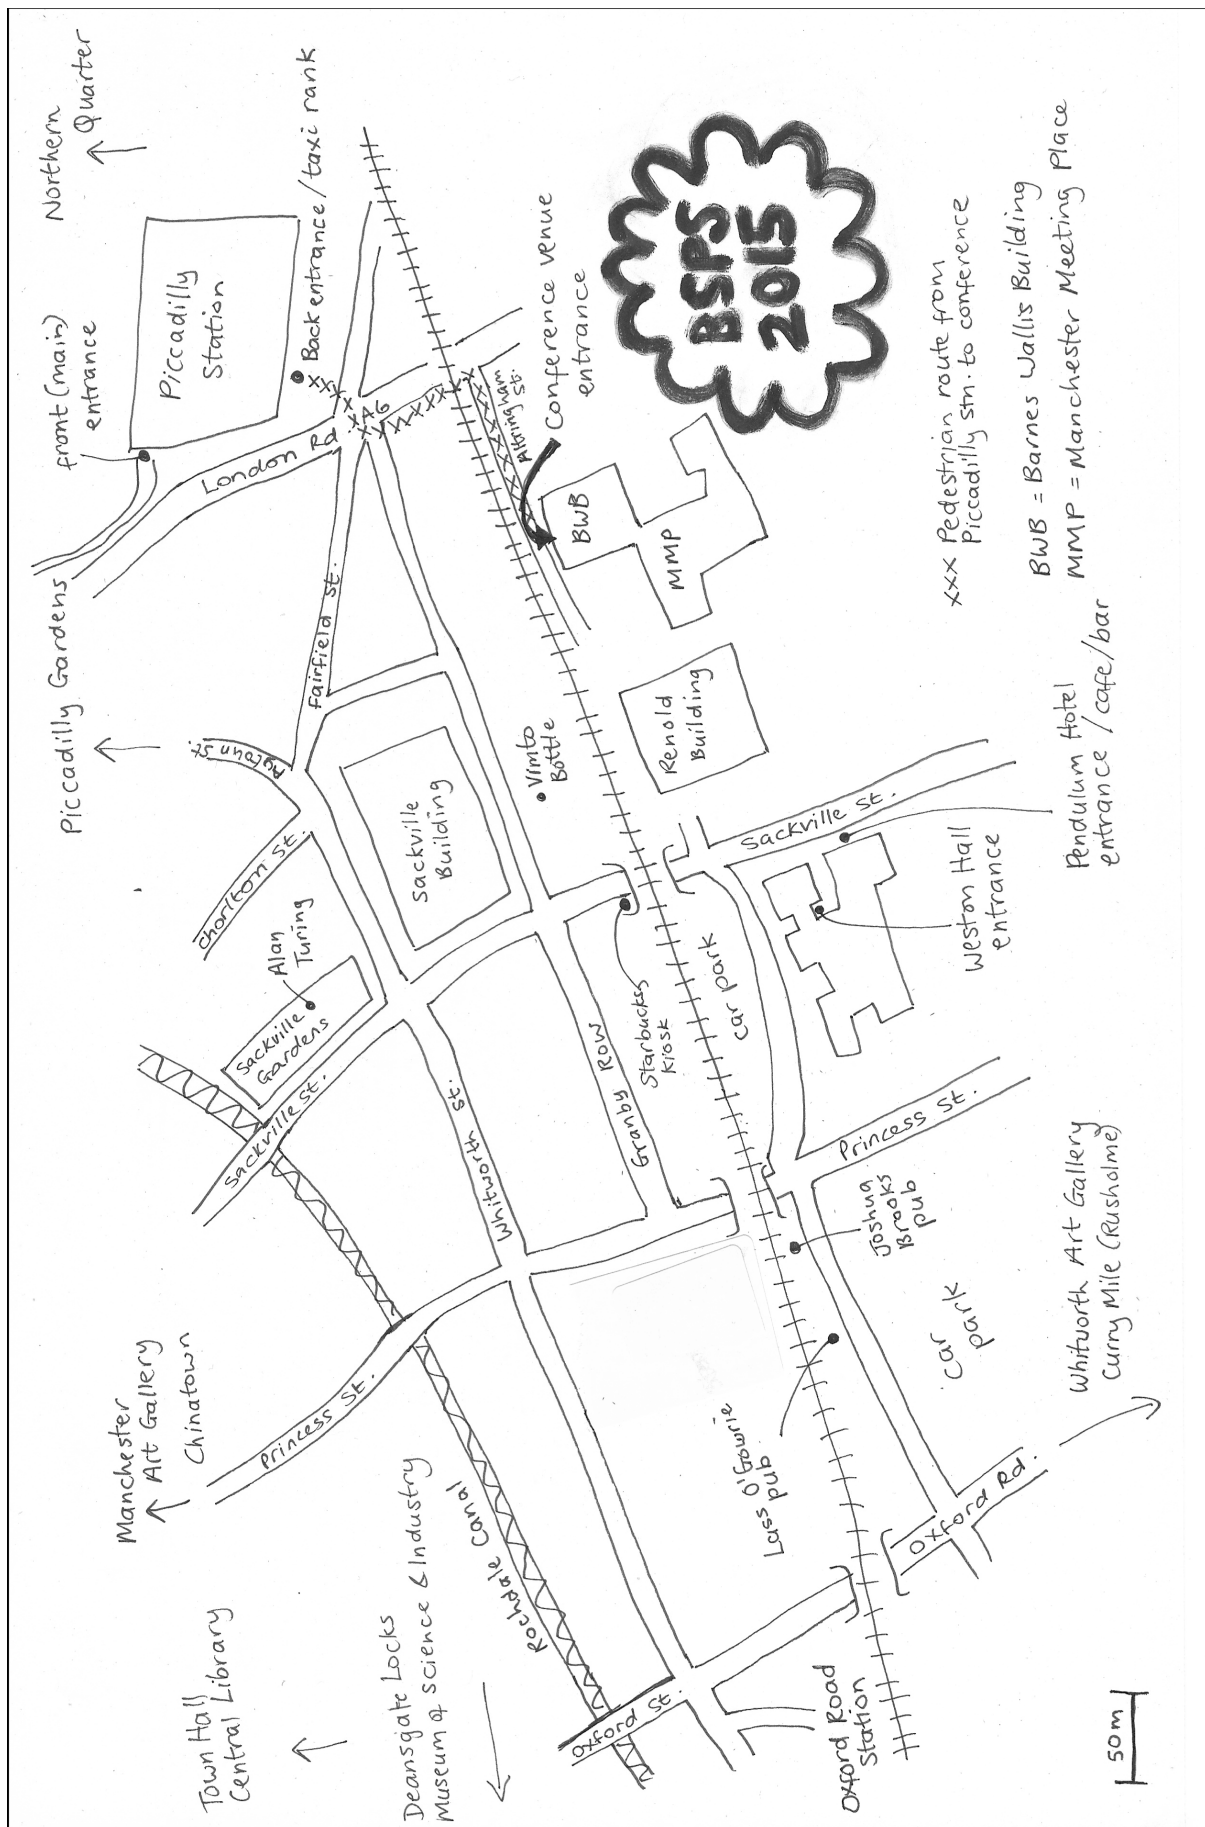 Town Hall
Central Library
Manchester
Art Gallery
Chinatown
Piccadilly Gardens
front (main)
entrance
Northern
Quarter
Piccadilly
Station
Back entrance/taxi rank
London Rd
A6
Fairfield St.
Aytoun St.
Chorlton St.
Alan
Turing
Sackville
Gardens
Sackville St.
Princess St.
Deansgate Locks
Museum of Science & Industry
Rochdale Canal
Whitworth St.
Sackville
Building
Vimto
Bottle
Granby Row
Starbucks
Kiosk
Altringham
St.
Conference venue
entrance
BWB
MMP
Renold
Building
BSPS
2015
Oxford St.
Oxford Road
Station
Lass O'Gowrie
pub
Joshua
Brooks
pub
car park
Sackville St.
Princess St.
Weston Hall
entrance
Pendulum Hotel
entrance/cafe/bar
car
park
Oxford Rd.
Whitworth Art Gallery
Curry Mile (Rusholme)
xxx Pedestrian route from
Piccadilly stn. to conference
BWB = Barnes Wallis Building
MMP = Manchester Meeting Place
50m